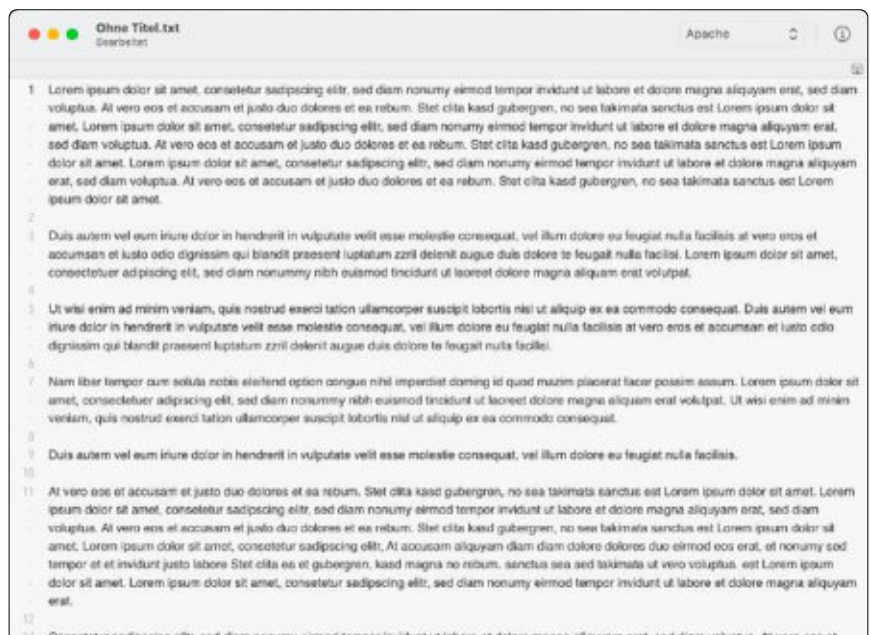 Ohne Titel.txt
Bearbeitet
Apache
1 Lorem ipsum dolor sit amet, consetetur sadipscing elitr, sed diam nonumy eirmod tempor invidunt ut labore et dolore magna aliquyam erat, sed diam
voluptua. At vero eos et accusam et justo duo dolores et ea rebum. Stet clita kasd gubergren, no sea takimata sanctus est Lorem ipsum dolor sit
amet. Lorem ipsum dolor sit amet, consetetur sadipscing elitr, sed diam nonumy eirmod tempor invidunt ut labore et dolore magna aliquyam erat,
sed diam voluptua. At vero eos et accusam et justo duo dolores et ea rebum. Stet clita kasd gubergren, no sea takimata sanctus est Lorem ipsum
dolor sit amet. Lorem ipsum dolor sit amet, consetetur sadipscing elitr, sed diam nonumy eirmod tempor invidunt ut labore et dolore magna aliquyam
erat, sed diam voluptua. At vero eos et accusam et justo duo dolores et ea rebum. Stet clita kasd gubergren, no sea takimata sanctus est Lorem
ipsum dolor sit amet.
2
3 Duis autem vel eum iriure dolor in hendrerit in vulputate velit esse molestie consequat, vel illum dolore eu feugiat nulla facilisis at vero eros et
accumsan et iusto odio dignissim qui blandit praesent luptatum zzril delenit augue duis dolore te feugait nulla facilisi. Lorem ipsum dolor sit amet,
consectetuer adipiscing elit, sed diam nonummy nibh euismod tincidunt ut laoreet dolore magna aliquam erat volutpat.
4
5 Ut wisi enim ad minim veniam, quis nostrud exerci tation ullamcorper suscipit lobortis nisl ut aliquip ex ea commodo consequat. Duis autem vel eum
iriure dolor in hendrerit in vulputate velit esse molestie consequat, vel illum dolore eu feugiat nulla facilisis at vero eros et accumsan et iusto odio
dignissim qui blandit praesent luptatum zzril delenit augue duis dolore te feugait nulla facilisi.
6
7 Nam liber tempor cum soluta nobis eleifend option congue nihil imperdiet doming id quod mazim placerat facer possim assum. Lorem ipsum dolor sit
amet, consectetuer adipiscing elit, sed diam nonummy nibh euismod tincidunt ut laoreet dolore magna aliquam erat volutpat. Ut wisi enim ad minim
veniam, quis nostrud exerci tation ullamcorper suscipit lobortis nisl ut aliquip ex ea commodo consequat.
8
9 Duis autem vel eum iriure dolor in hendrerit in vulputate velit esse molestie consequat, vel illum dolore eu feugiat nulla facilisis.
10
11 At vero eos et accusam et justo duo dolores et ea rebum. Stet clita kasd gubergren, no sea takimata sanctus est Lorem ipsum dolor sit amet. Lorem
ipsum dolor sit amet, consetetur sadipscing elitr, sed diam nonumy eirmod tempor invidunt ut labore et dolore magna aliquyam erat, sed diam
voluptua. At vero eos et accusam et justo duo dolores et ea rebum. Stet clita kasd gubergren, no sea takimata sanctus est Lorem ipsum dolor sit
amet. Lorem ipsum dolor sit amet, consetetur sadipscing elitr, At accusam aliquyam diam diam dolore dolores duo eirmod eos erat, et nonumy sed
tempor et et invidunt justo labore Stet clita ea et gubergren, kasd magna no rebum. sanctus sea sed takimata ut vero voluptua. est Lorem ipsum
dolor sit amet. Lorem ipsum dolor sit amet, consetetur sadipscing elitr, sed diam nonumy eirmod tempor invidunt ut labore et dolore magna aliquyam
erat.
12